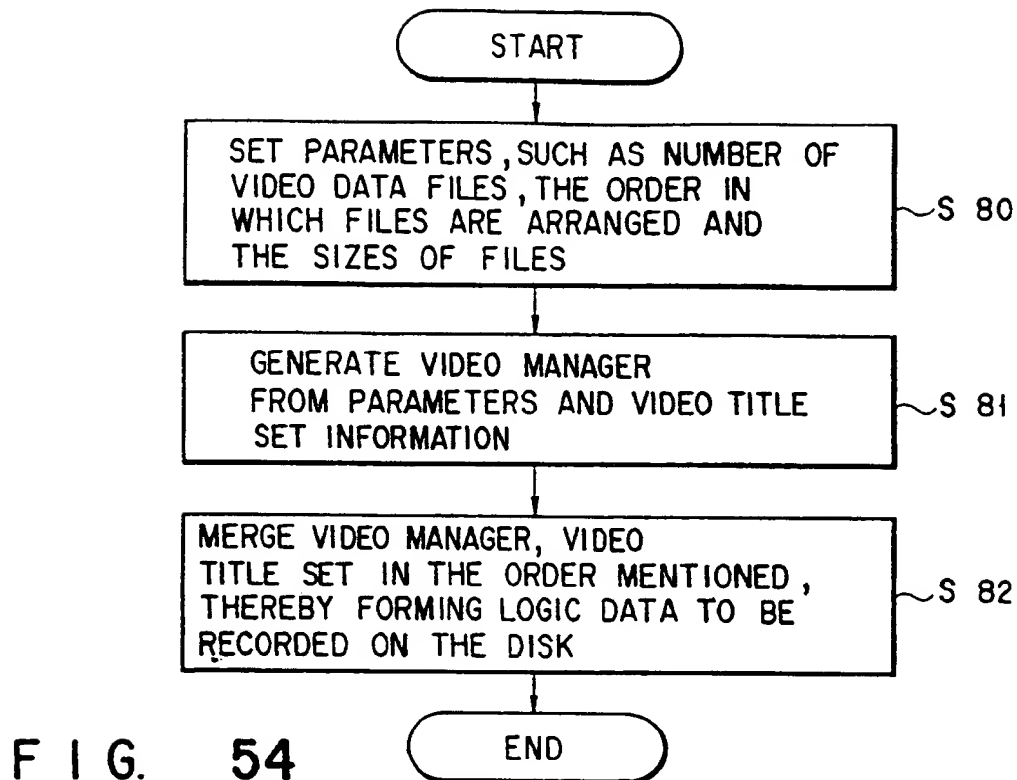 START
SET PARAMETERS, SUCH AS NUMBER OF
VIDEO DATA FILES, THE ORDER IN
WHICH FILES ARE ARRANGED AND
THE SIZES OF FILES
S 80
GENERATE VIDEO MANAGER
FROM PARAMETERS AND VIDEO TITLE
SET INFORMATION
S 81
MERGE VIDEO MANAGER, VIDEO
TITLE SET IN THE ORDER MENTIONED,
THEREBY FORMING LOGIC DATA TO BE
RECORDED ON THE DISK
S 82
END
FIG. 54